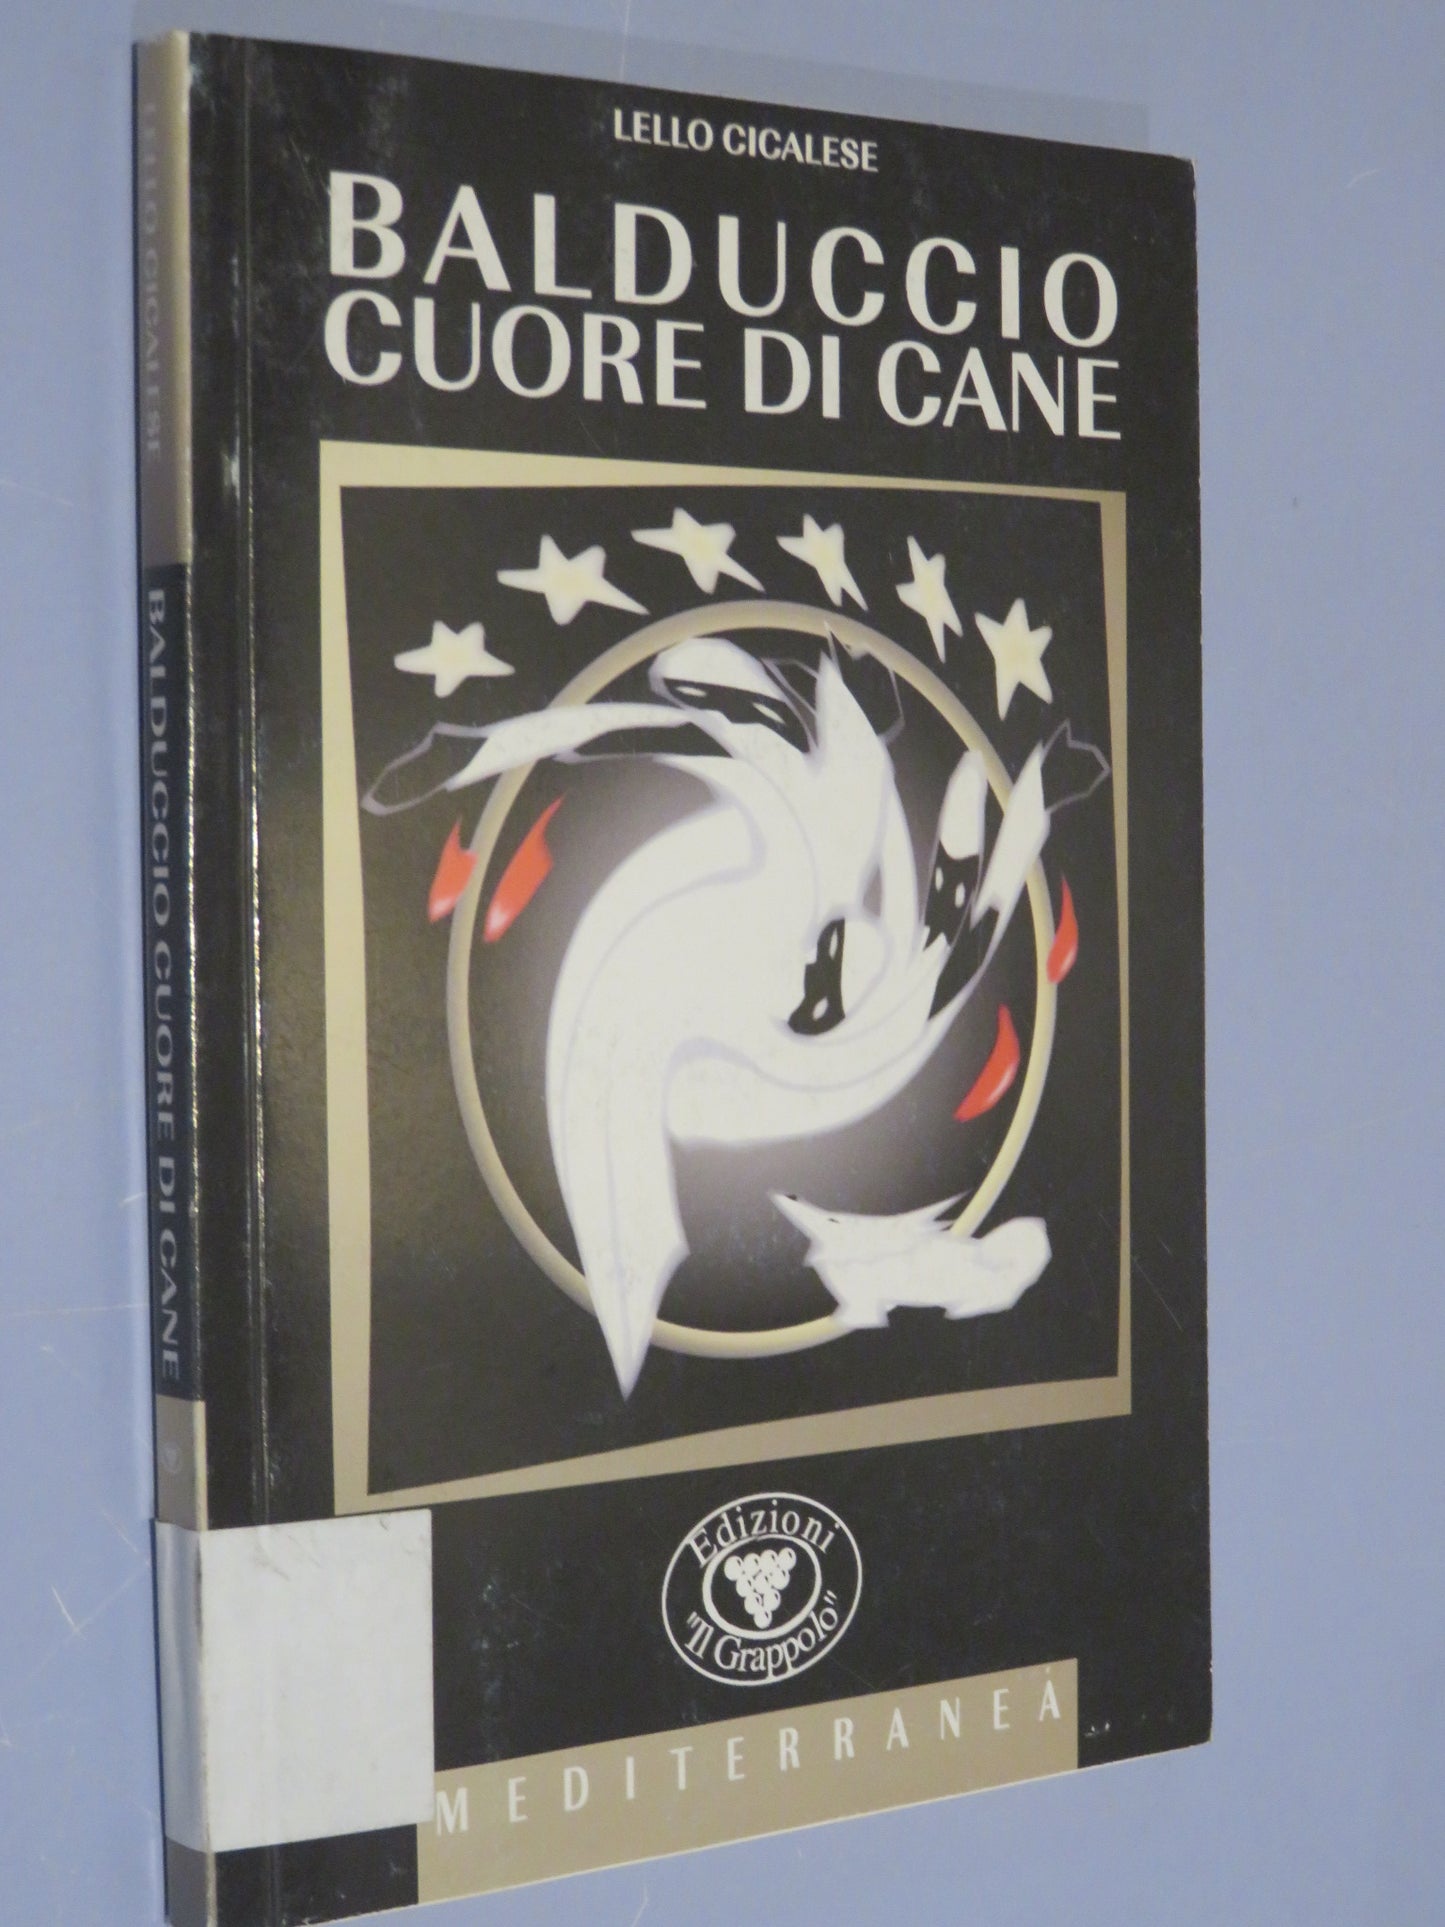 LELLO CICALESE
BALDUCCIO
CUORE DI CANE
Edizioni
"Il Grappolo"
MEDITERRANEA
LELLO CICALESE
BALDUCCIO CUORE DI CANE